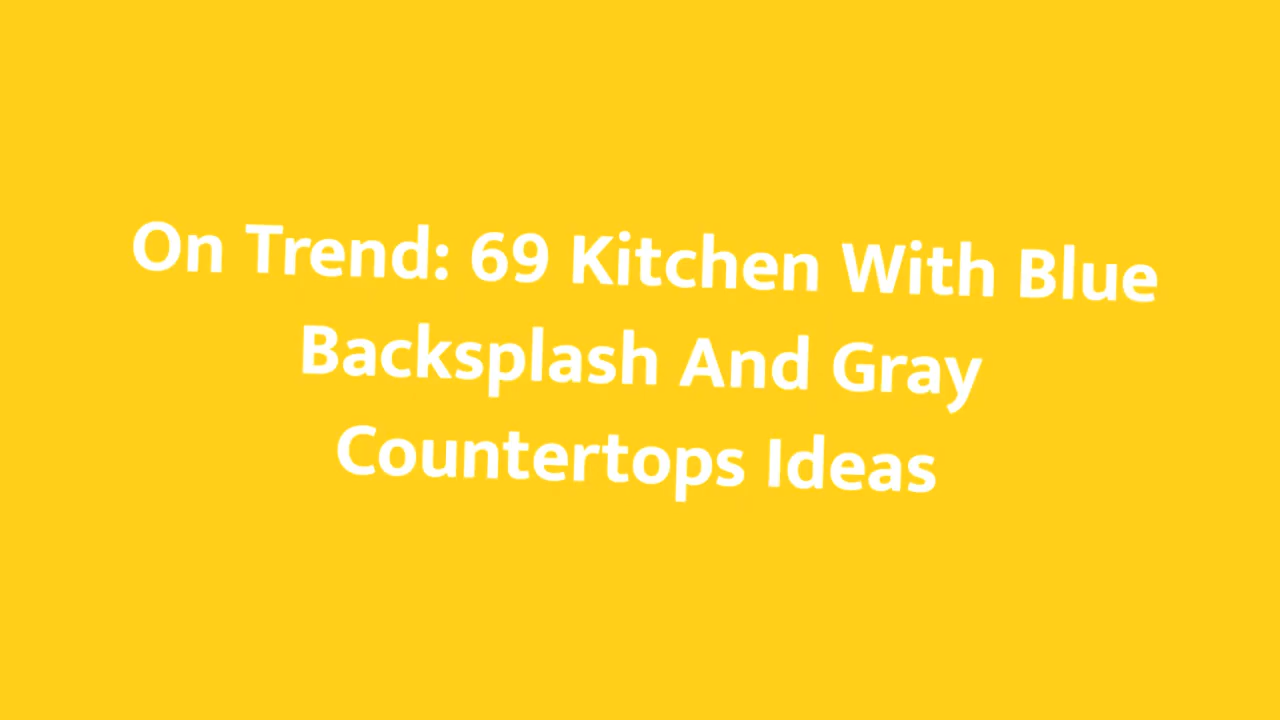 On Trend: 69 Kitchen With Blue
Backsplash And Gray
Countertops Ideas